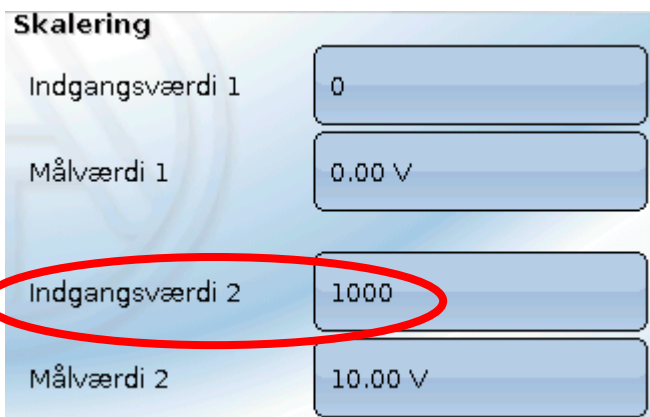 Skalering
Indgangsværdi 1 0
Målværdi 1 0.00 V
Indgangsværdi 2 1000
Målværdi 2 10.00 V